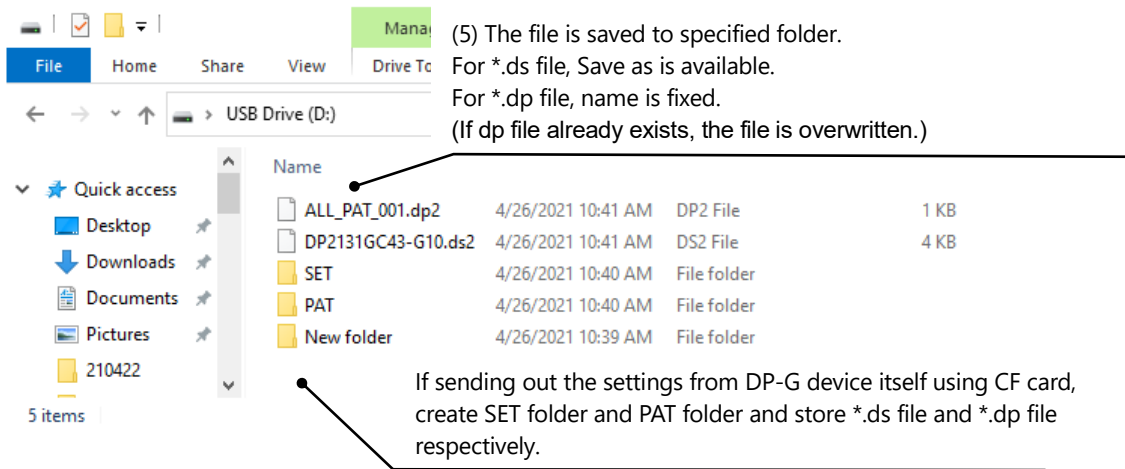 Mana
(5) The file is saved to specified folder.
File Home Share View Drive To
For *.ds file, Save as is available.
For *.dp file, name is fixed.
USB Drive (D:)
(If dp file already exists, the file is overwritten.)
Name
Quick access
ALL_PAT_001.dp2 4/26/2021 10:41 AM DP2 File 1 KB
Desktop
DP2131GC43-G10.ds2 4/26/2021 10:41 AM DS2 File 4 KB
Downloads
SET 4/26/2021 10:40 AM File folder
Documents
PAT 4/26/2021 10:40 AM File folder
Pictures
New folder 4/26/2021 10:39 AM File folder
210422
If sending out the settings from DP-G device itself using CF card,
create SET folder and PAT folder and store *.ds file and *.dp file
respectively.
5 items